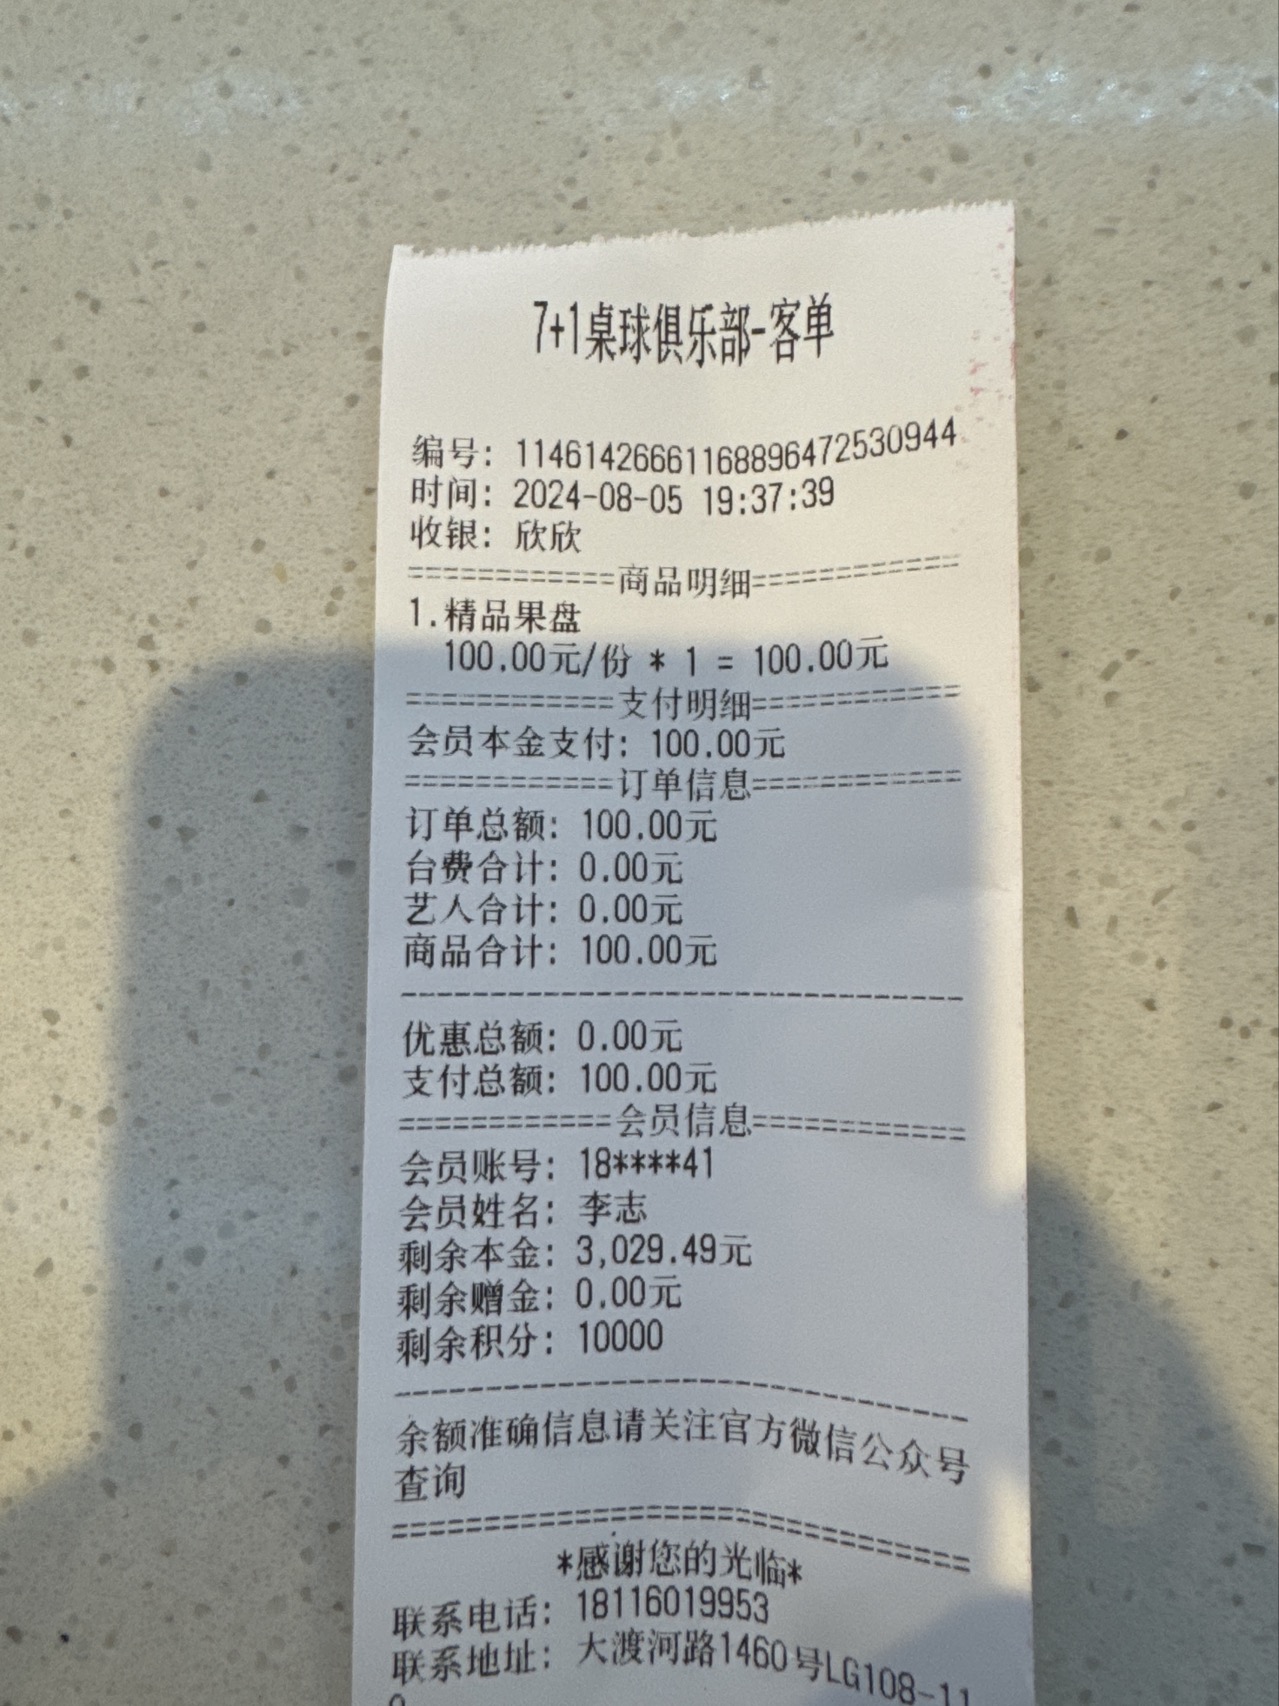 7+1桌球俱乐部-客单
编号: 1146142666116889647253​0944
时间: 2024-08-05 19:37:39
收银: 欣欣
============商品明细============
1.精品果盘
100.00元/份 * 1 = 100.00元
============支付明细============
会员本金支付: 100.00元
============订单信息============
订单总额: 100.00元
台费合计: 0.00元
艺人合计: 0.00元
商品合计: 100.00元
--------------------------------
优惠总额: 0.00元
支付总额: 100.00元
============会员信息============
会员账号: 18****41
会员姓名: 李志
剩余本金: 3,029.49元
剩余赠金: 0.00元
剩余积分: 10000
--------------------------------
余额准确信息请关注官方微信公众号
查询
================================
*感谢您的光临*
联系电话: 18116019953
联系地址: 大渡河路1460号LG108-11